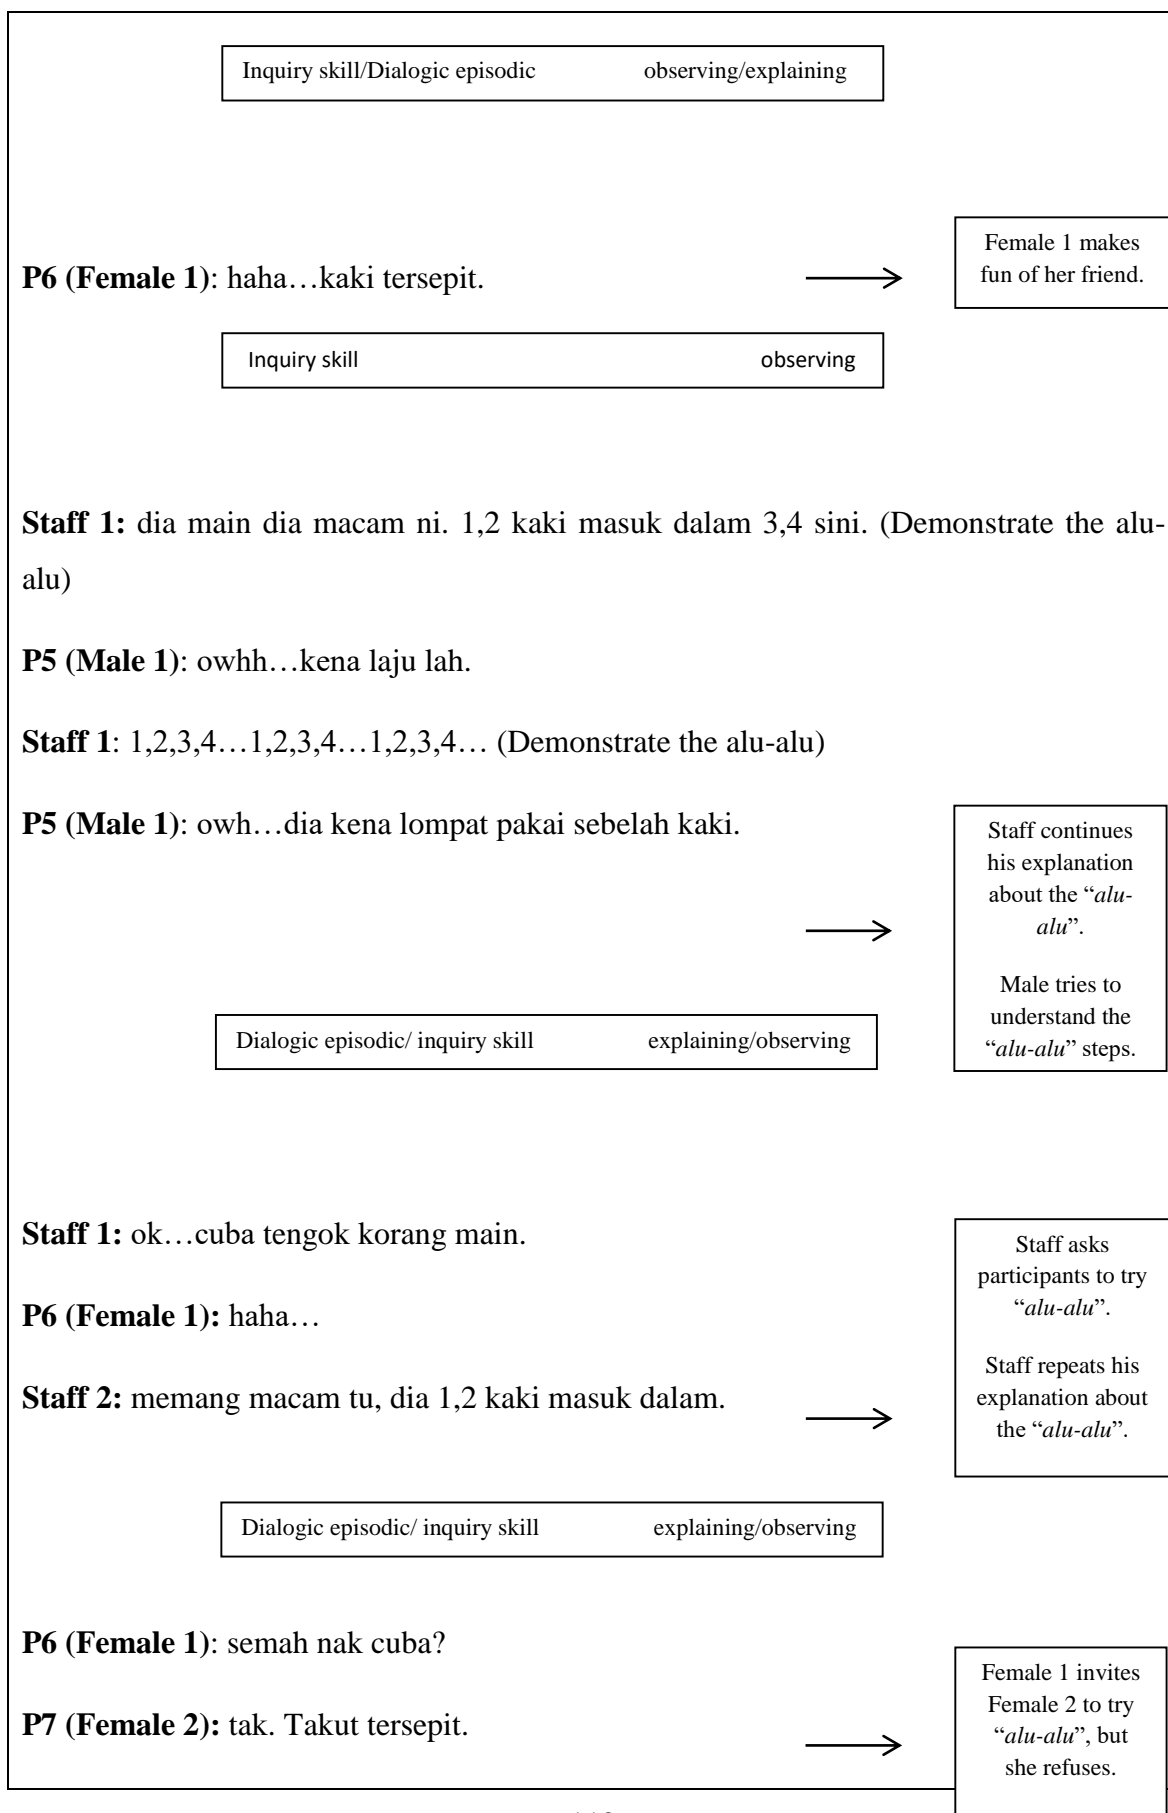 Inquiry skill/Dialogic episodic observing/explaining
P6 (Female 1): haha…kaki tersepit.
Female 1 makes
fun of her friend.
Inquiry skill observing
Staff 1: dia main dia macam ni. 1,2 kaki masuk dalam 3,4 sini. (Demonstrate the alu-
alu)
P5 (Male 1): owhh…kena laju lah.
Staff 1: 1,2,3,4…1,2,3,4…1,2,3,4… (Demonstrate the alu-alu)
P5 (Male 1): owh…dia kena lompat pakai sebelah kaki.
Staff continues
his explanation
about the “alu-
alu”.
Male tries to
understand the
“alu-alu” steps.
Dialogic episodic/ inquiry skill explaining/observing
Staff 1: ok…cuba tengok korang main.
P6 (Female 1): haha…
Staff 2: memang macam tu, dia 1,2 kaki masuk dalam.
Staff asks
participants to try
“alu-alu”.
Staff repeats his
explanation about
the “alu-alu”.
Dialogic episodic/ inquiry skill explaining/observing
P6 (Female 1): semah nak cuba?
P7 (Female 2): tak. Takut tersepit.
Female 1 invites
Female 2 to try
“alu-alu”, but
she refuses.